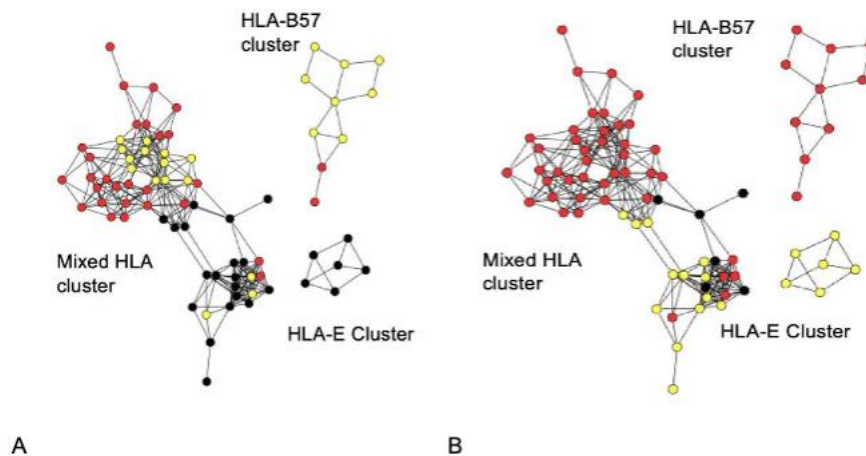 HLA-B57
cluster
Mixed HLA
cluster
HLA-E Cluster
A
HLA-B57
cluster
Mixed HLA
cluster
HLA-E Cluster
B